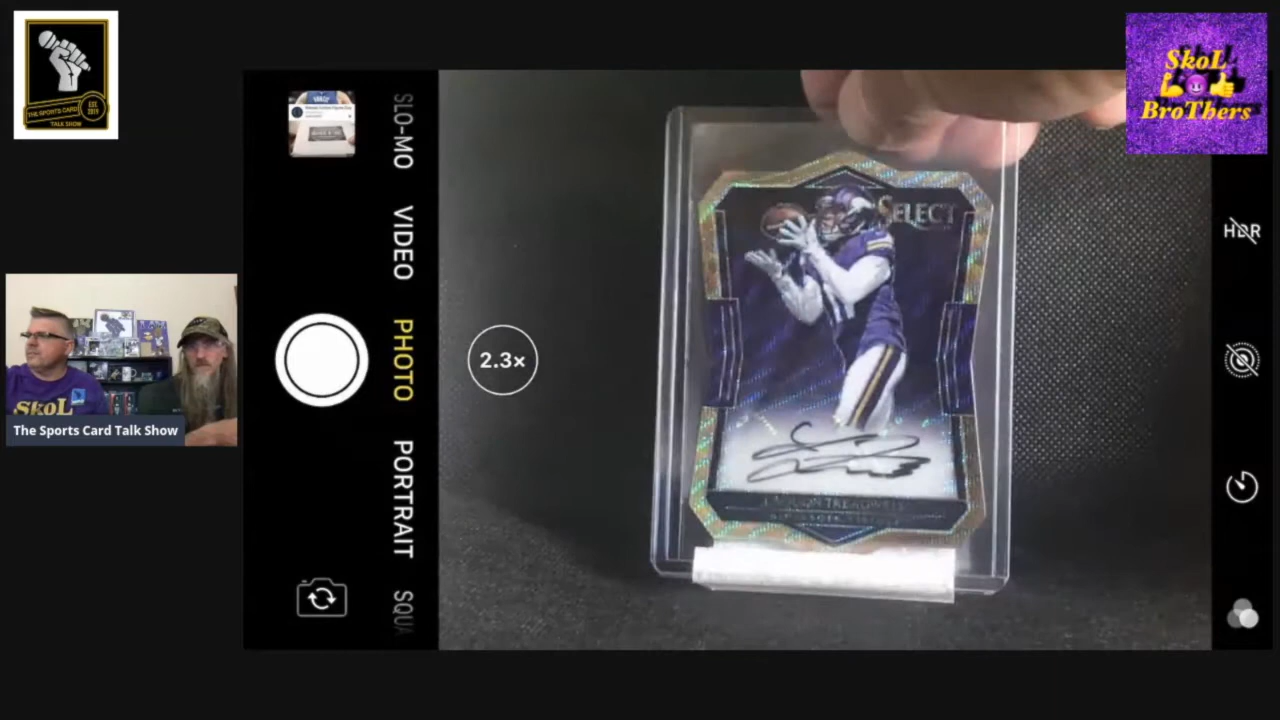 THE SPORTS CARD
EST.
2019
TALK SHOW
SLO-MO
VIDEO
PHOTO
PORTRAIT
SQUA
2.3×
SELECT
HDR
SkoL
BroTHers
SkoL
The Sports Card Talk Show